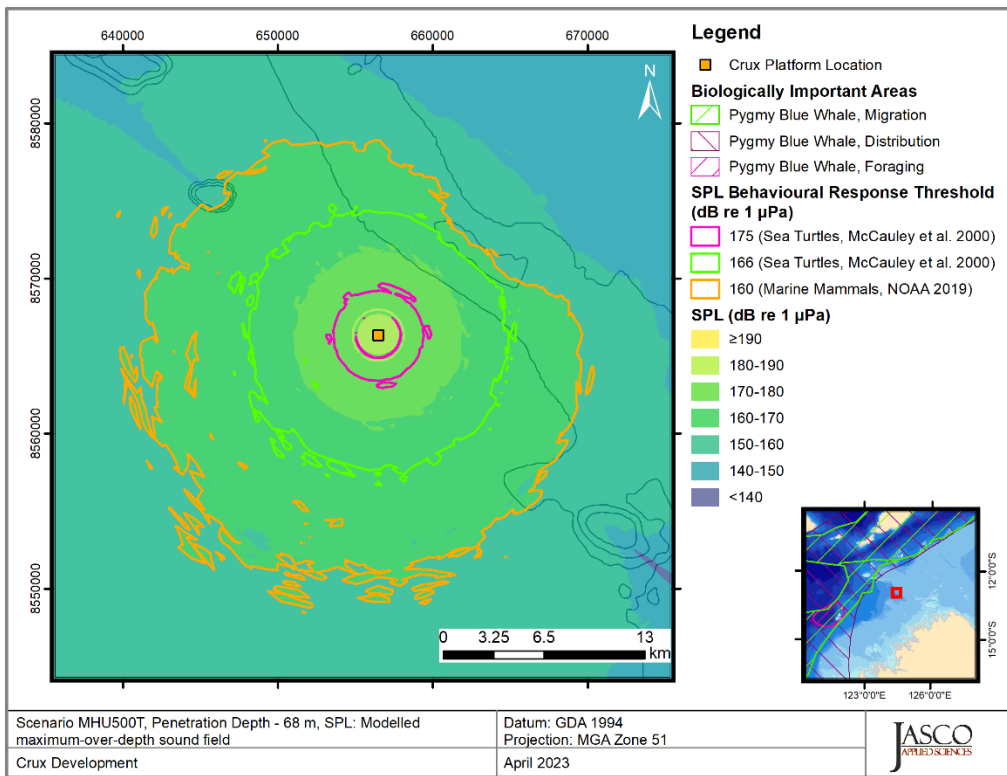 640000 650000 660000 670000
8880000
8570000
8560000
8550000
N
0 3.25 6.5 13
km
Legend
Crux Platform Location
Biologically Important Areas
Pygmy Blue Whale, Migration
Pygmy Blue Whale, Distribution
Pygmy Blue Whale, Foraging
SPL Behavioural Response Threshold
(dB re 1 µPa)
175 (Sea Turtles, McCauley et al. 2000)
166 (Sea Turtles, McCauley et al. 2000)
160 (Marine Mammals, NOAA 2019)
SPL (dB re 1 µPa)
≥190
180-190
170-180
160-170
150-160
140-150
<140
12°0'0"S
15°0'0"S
123°0'0"E 126°0'0"E
Scenario MHU500T, Penetration Depth - 68 m, SPL: Modelled
maximum-over-depth sound field
Crux Development
Datum: GDA 1994
Projection: MGA Zone 51
April 2023
JASCO
APPLIED SCIENCES